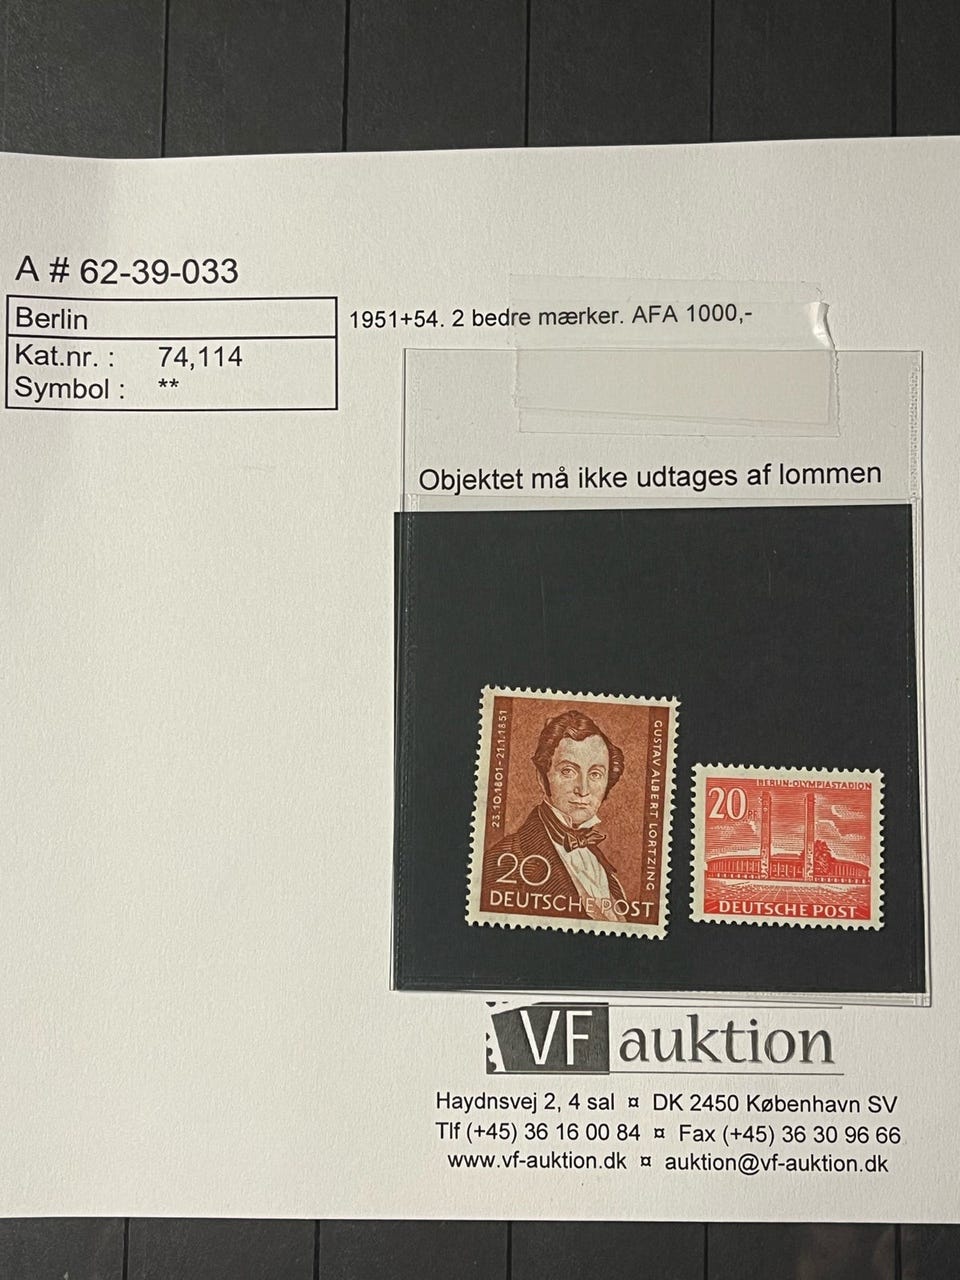 A # 62-39-033
Berlin
1951+54. 2 bedre mærker. AFA 1000,-
Kat.nr. : 74,114
Symbol : **
Objektet må ikke udtages af lommen
23.10.1801-21.1.1851
GUSTAV ALBERT LORTZING
20
DEUTSCHE POST
BERLIN-OLYMPIASTADION
20 PF
DEUTSCHE POST
VF auktion
Haydnsvej 2, 4 sal ¤ DK 2450 København SV
Tlf (+45) 36 16 00 84 ¤ Fax (+45) 36 30 96 66
www.vf-auktion.dk ¤ auktion@vf-auktion.dk